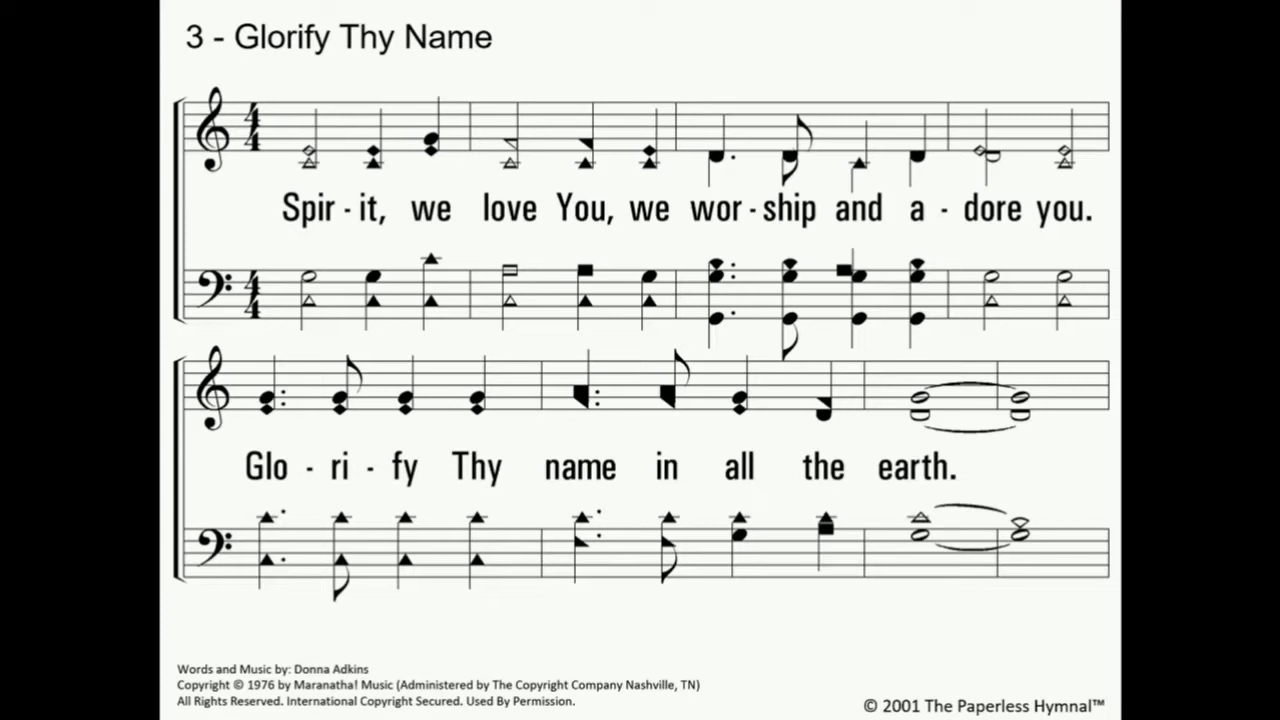 3 - Glorify Thy Name
Spir - it, we love You, we wor - ship and a - dore you.
Glo - ri - fy Thy name in all the earth.
Words and Music by: Donna Adkins
Copyright © 1976 by Maranatha! Music (Administered by The Copyright Company Nashville, TN)
All Rights Reserved. International Copyright Secured. Used By Permission.
© 2001 The Paperless Hymnal™